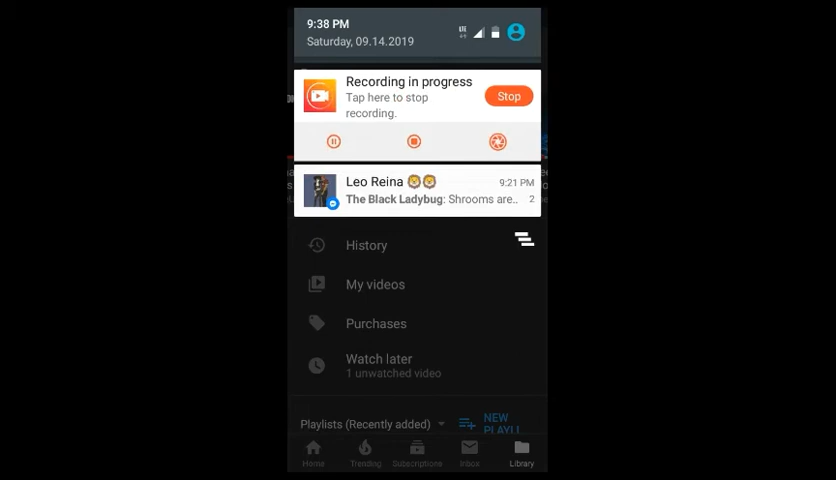 9:38 PM
Saturday, 09.14.2019
LTE
Recording in progress
Tap here to stop
recording.
Stop
Leo Reina 🦁🦁
9:21 PM
The Black Ladybug: Shrooms are..
2
History
My videos
Purchases
Watch later
1 unwatched video
Playlists (Recently added)
NEW
PLAYLI
Home
Trending
Subscriptions
Inbox
Library